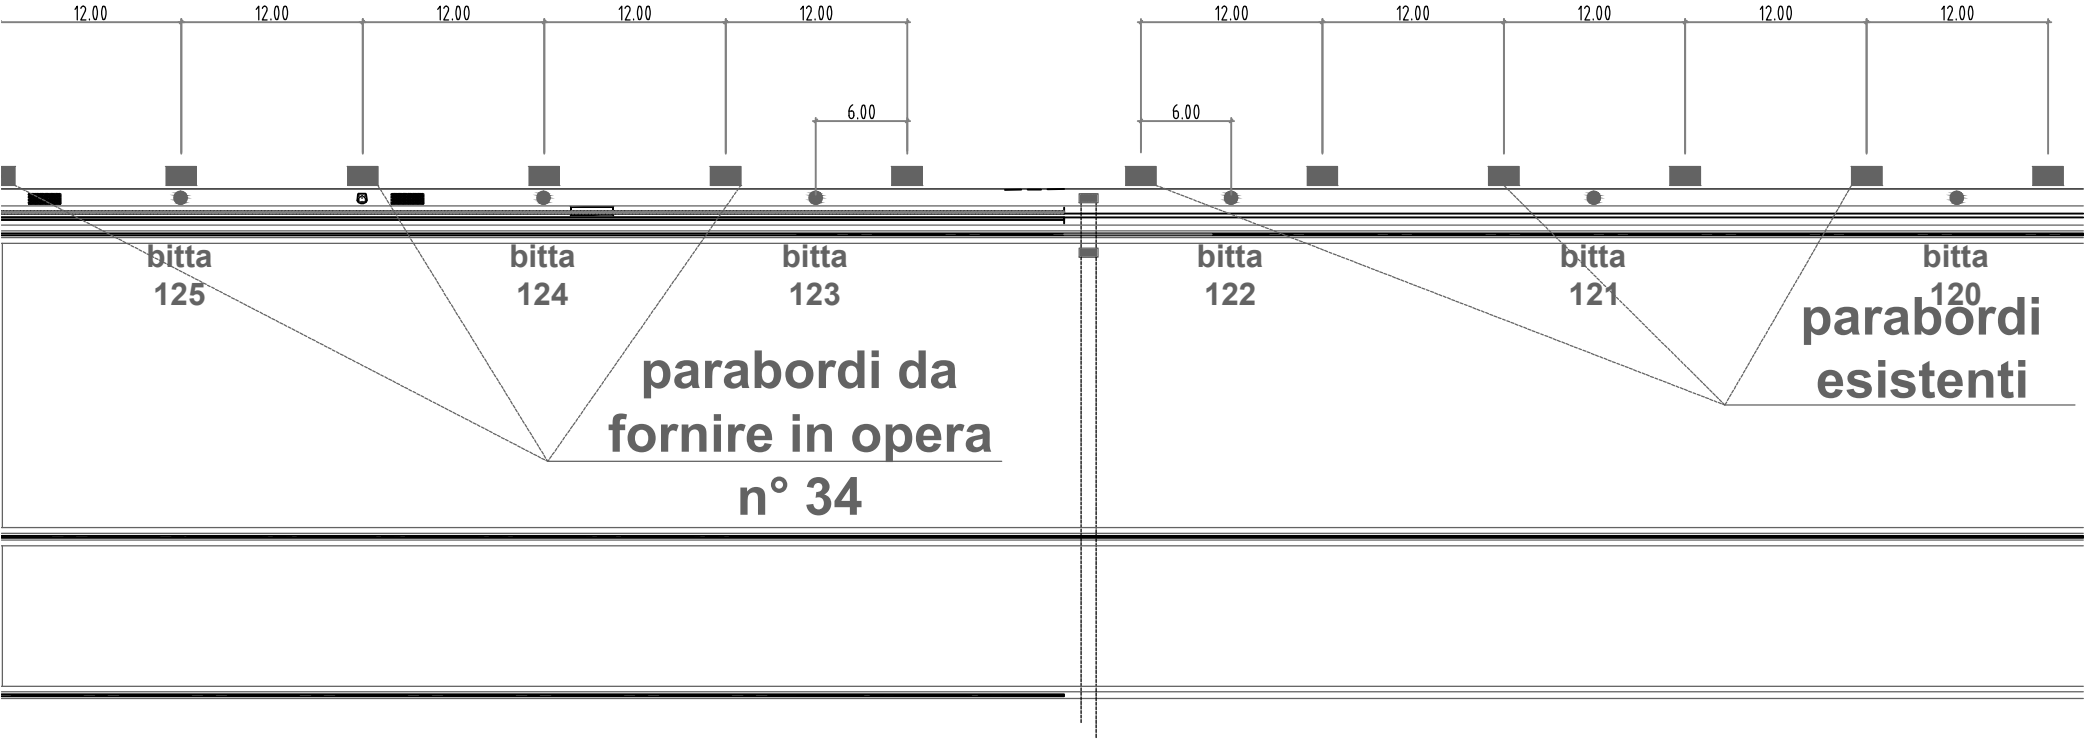 12.00 12.00 12.00 12.00 12.00 12.00 12.00 12.00 12.00 12.00
6.00 6.00
bitta
125
bitta
124
bitta
123
bitta
122
bitta
121
bitta
120
parabordi da
fornire in opera
n° 34
parabordi
esistenti